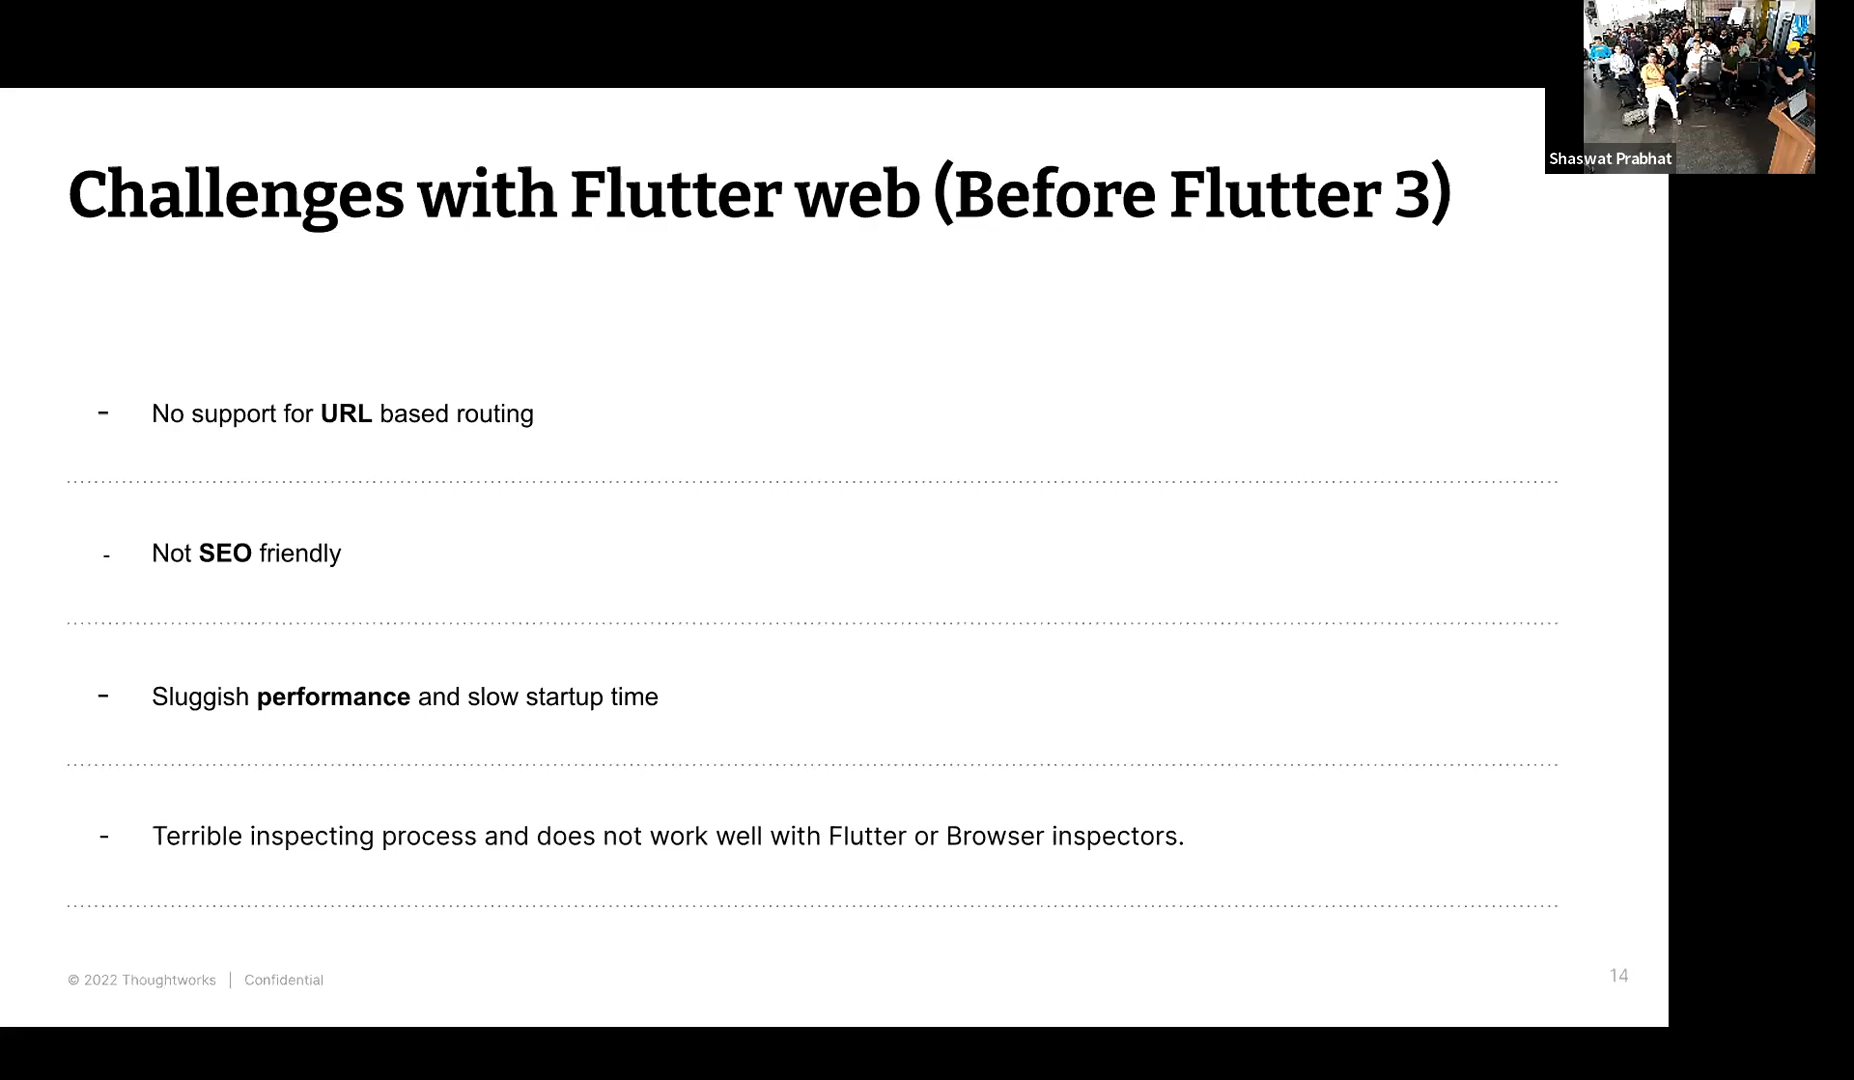 Shaswat Prabhat
Challenges with Flutter web (Before Flutter 3)
- No support for URL based routing
- Not SEO friendly
- Sluggish performance and slow startup time
- Terrible inspecting process and does not work well with Flutter or Browser inspectors.
© 2022 Thoughtworks | Confidential
14